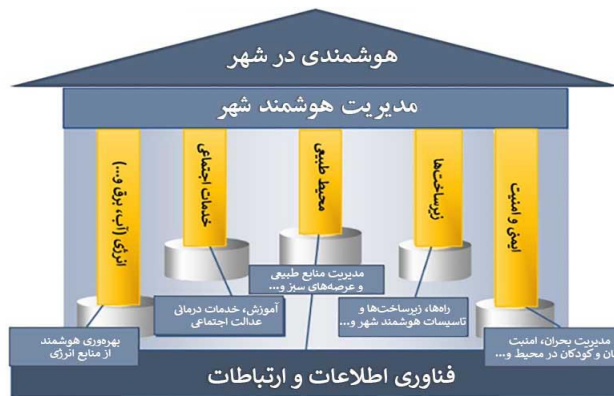 هوشمندی در شهر
مدیریت هوشمند شهر
ایمنی و امنیت
زیرساخت‌ها
محیط طبیعی
خدمات اجتماعی
انرژی (آب، برق و...)
مدیریت منابع طبیعی
و عرصه‌های سبز و...
آموزش، خدمات درمانی
عدالت اجتماعی
راه‌ها، زیرساخت‌ها و
تاسیسات هوشمند شهر و...
مدیریت بحران، امنیت
و کودکان در محیط و...
بهره‌وری هوشمند
از منابع انرژی
فناوری اطلاعات و ارتباطات